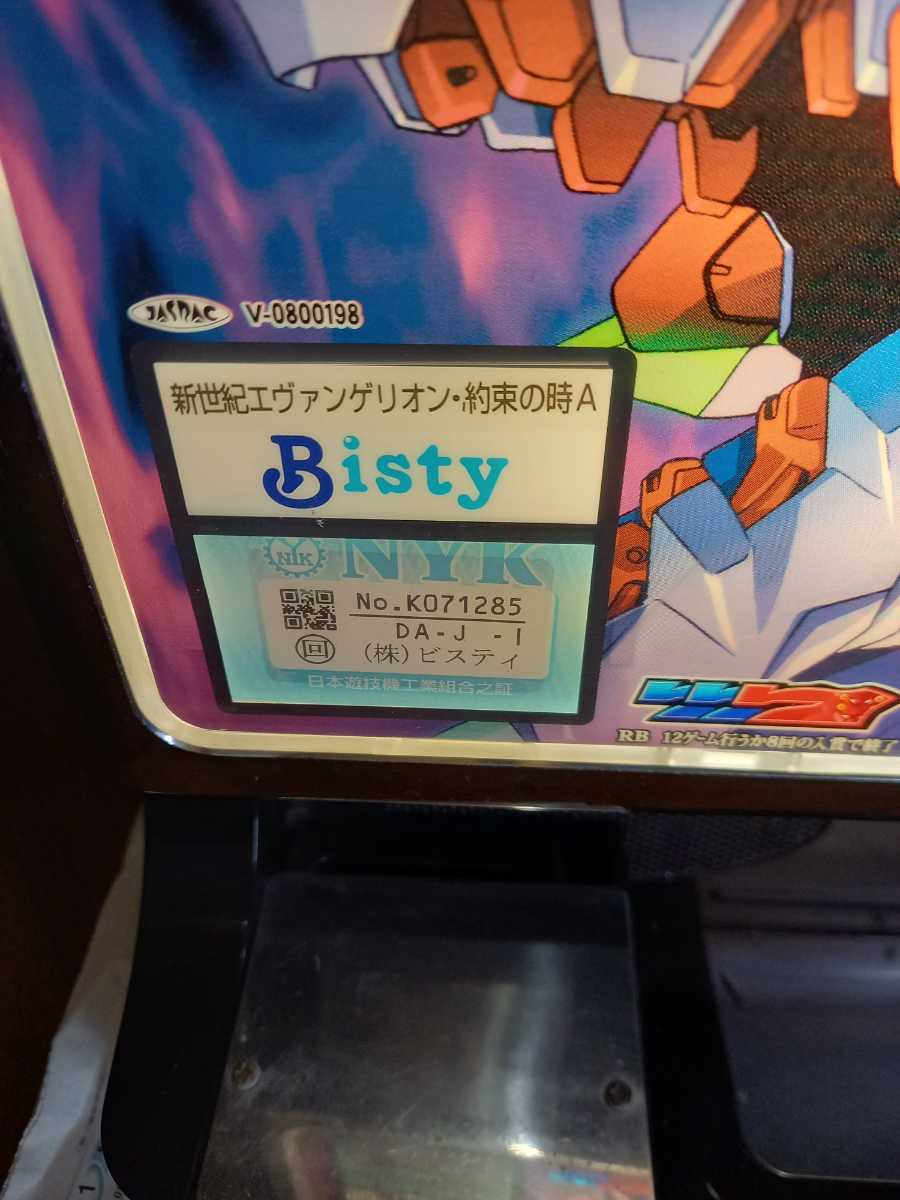 JASRAC V-0800198
新世紀エヴァンゲリオン・約束の時A
Bisty
NYK NYK
No.K071285
DA-J -I
回 (株)ビスティ
日本遊技機工業組合之証
RB 12ゲーム行うか8回の入賞で終了